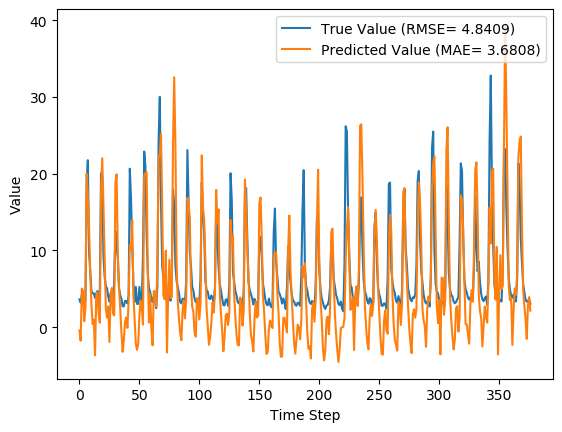 True Value (RMSE= 4.8409)
Predicted Value (MAE= 3.6808)
40
30
20
10
0
Value
0 50 100 150 200 250 300 350
Time Step